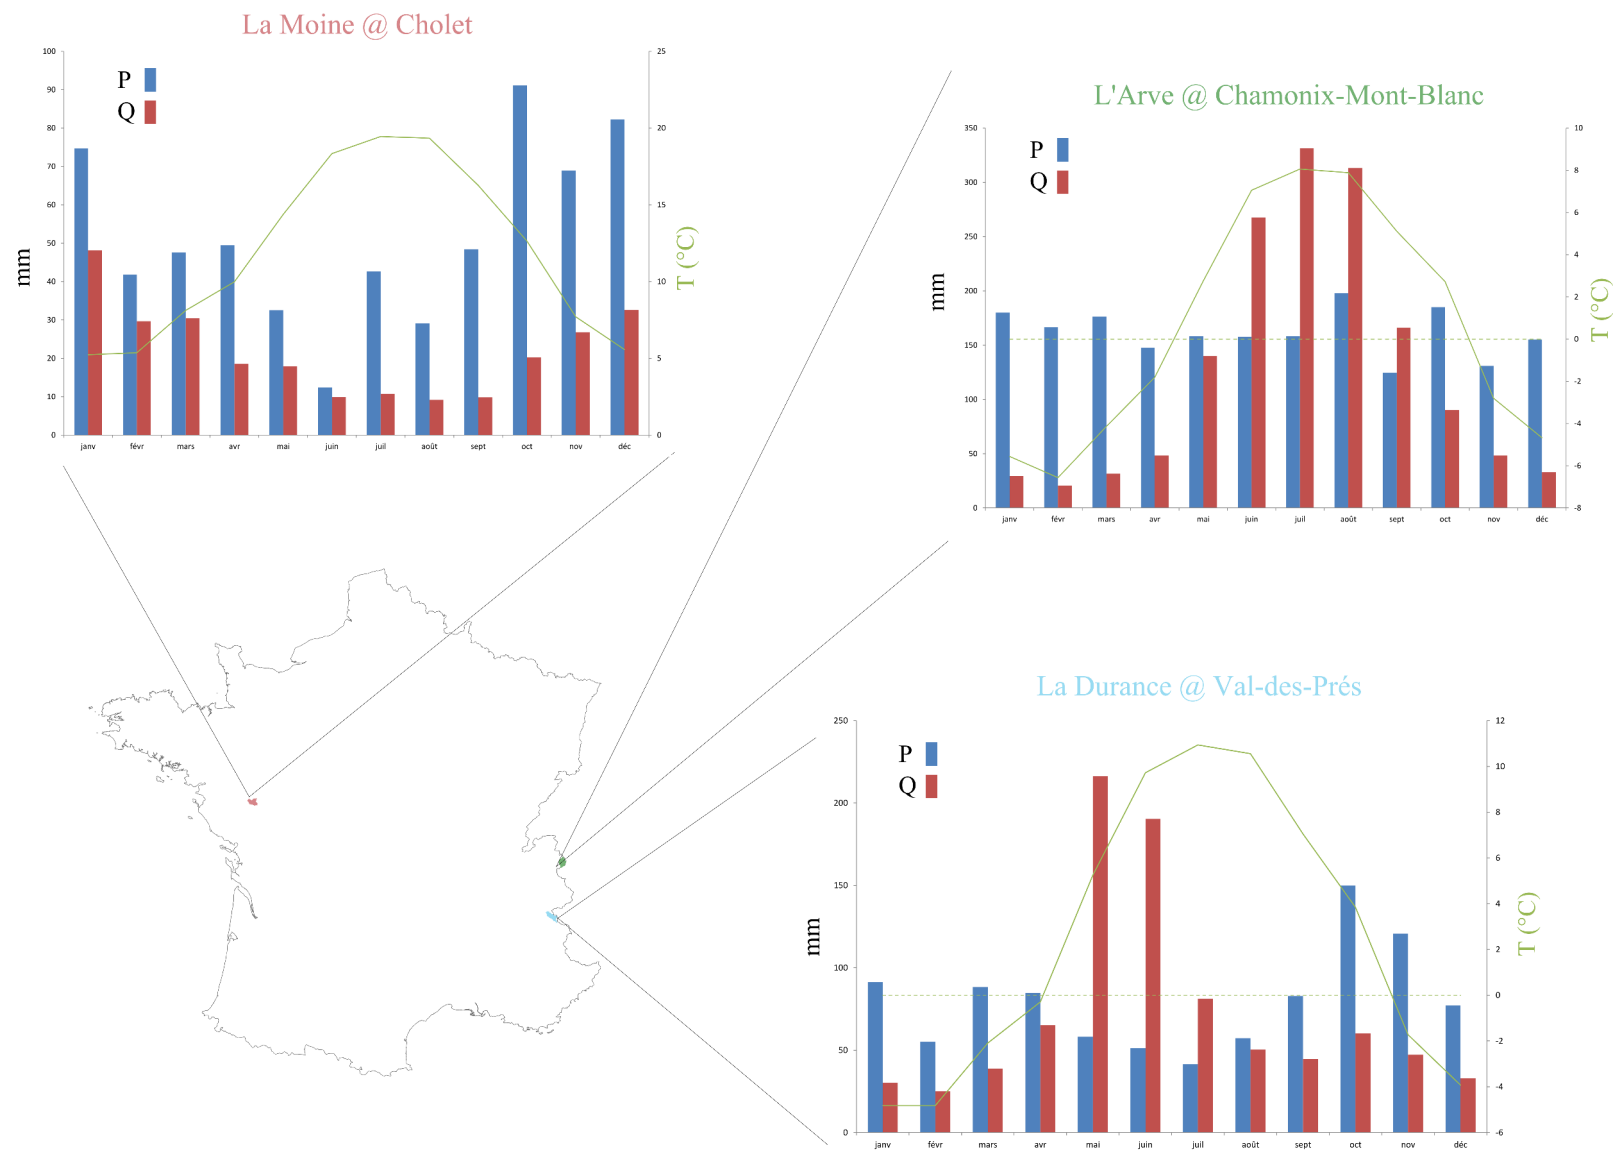 La Moine @ Cholet
100
90
80
70
60
50
40
30
20
10
0
mm
P
Q
25
20
15
10
5
0
T (°C)
janv févr mars avr mai juin juil août sept oct nov déc
L'Arve @ Chamonix-Mont-Blanc
350
300
250
200
150
100
50
0
mm
P
Q
10
8
6
4
2
0
-2
-4
-6
-8
T (°C)
janv févr mars avr mai juin juil août sept oct nov déc
La Durance @ Val-des-Prés
250
200
150
100
50
0
mm
P
Q
12
10
8
6
4
2
0
-2
-4
-6
T (°C)
janv févr mars avr mai juin juil août sept oct nov déc